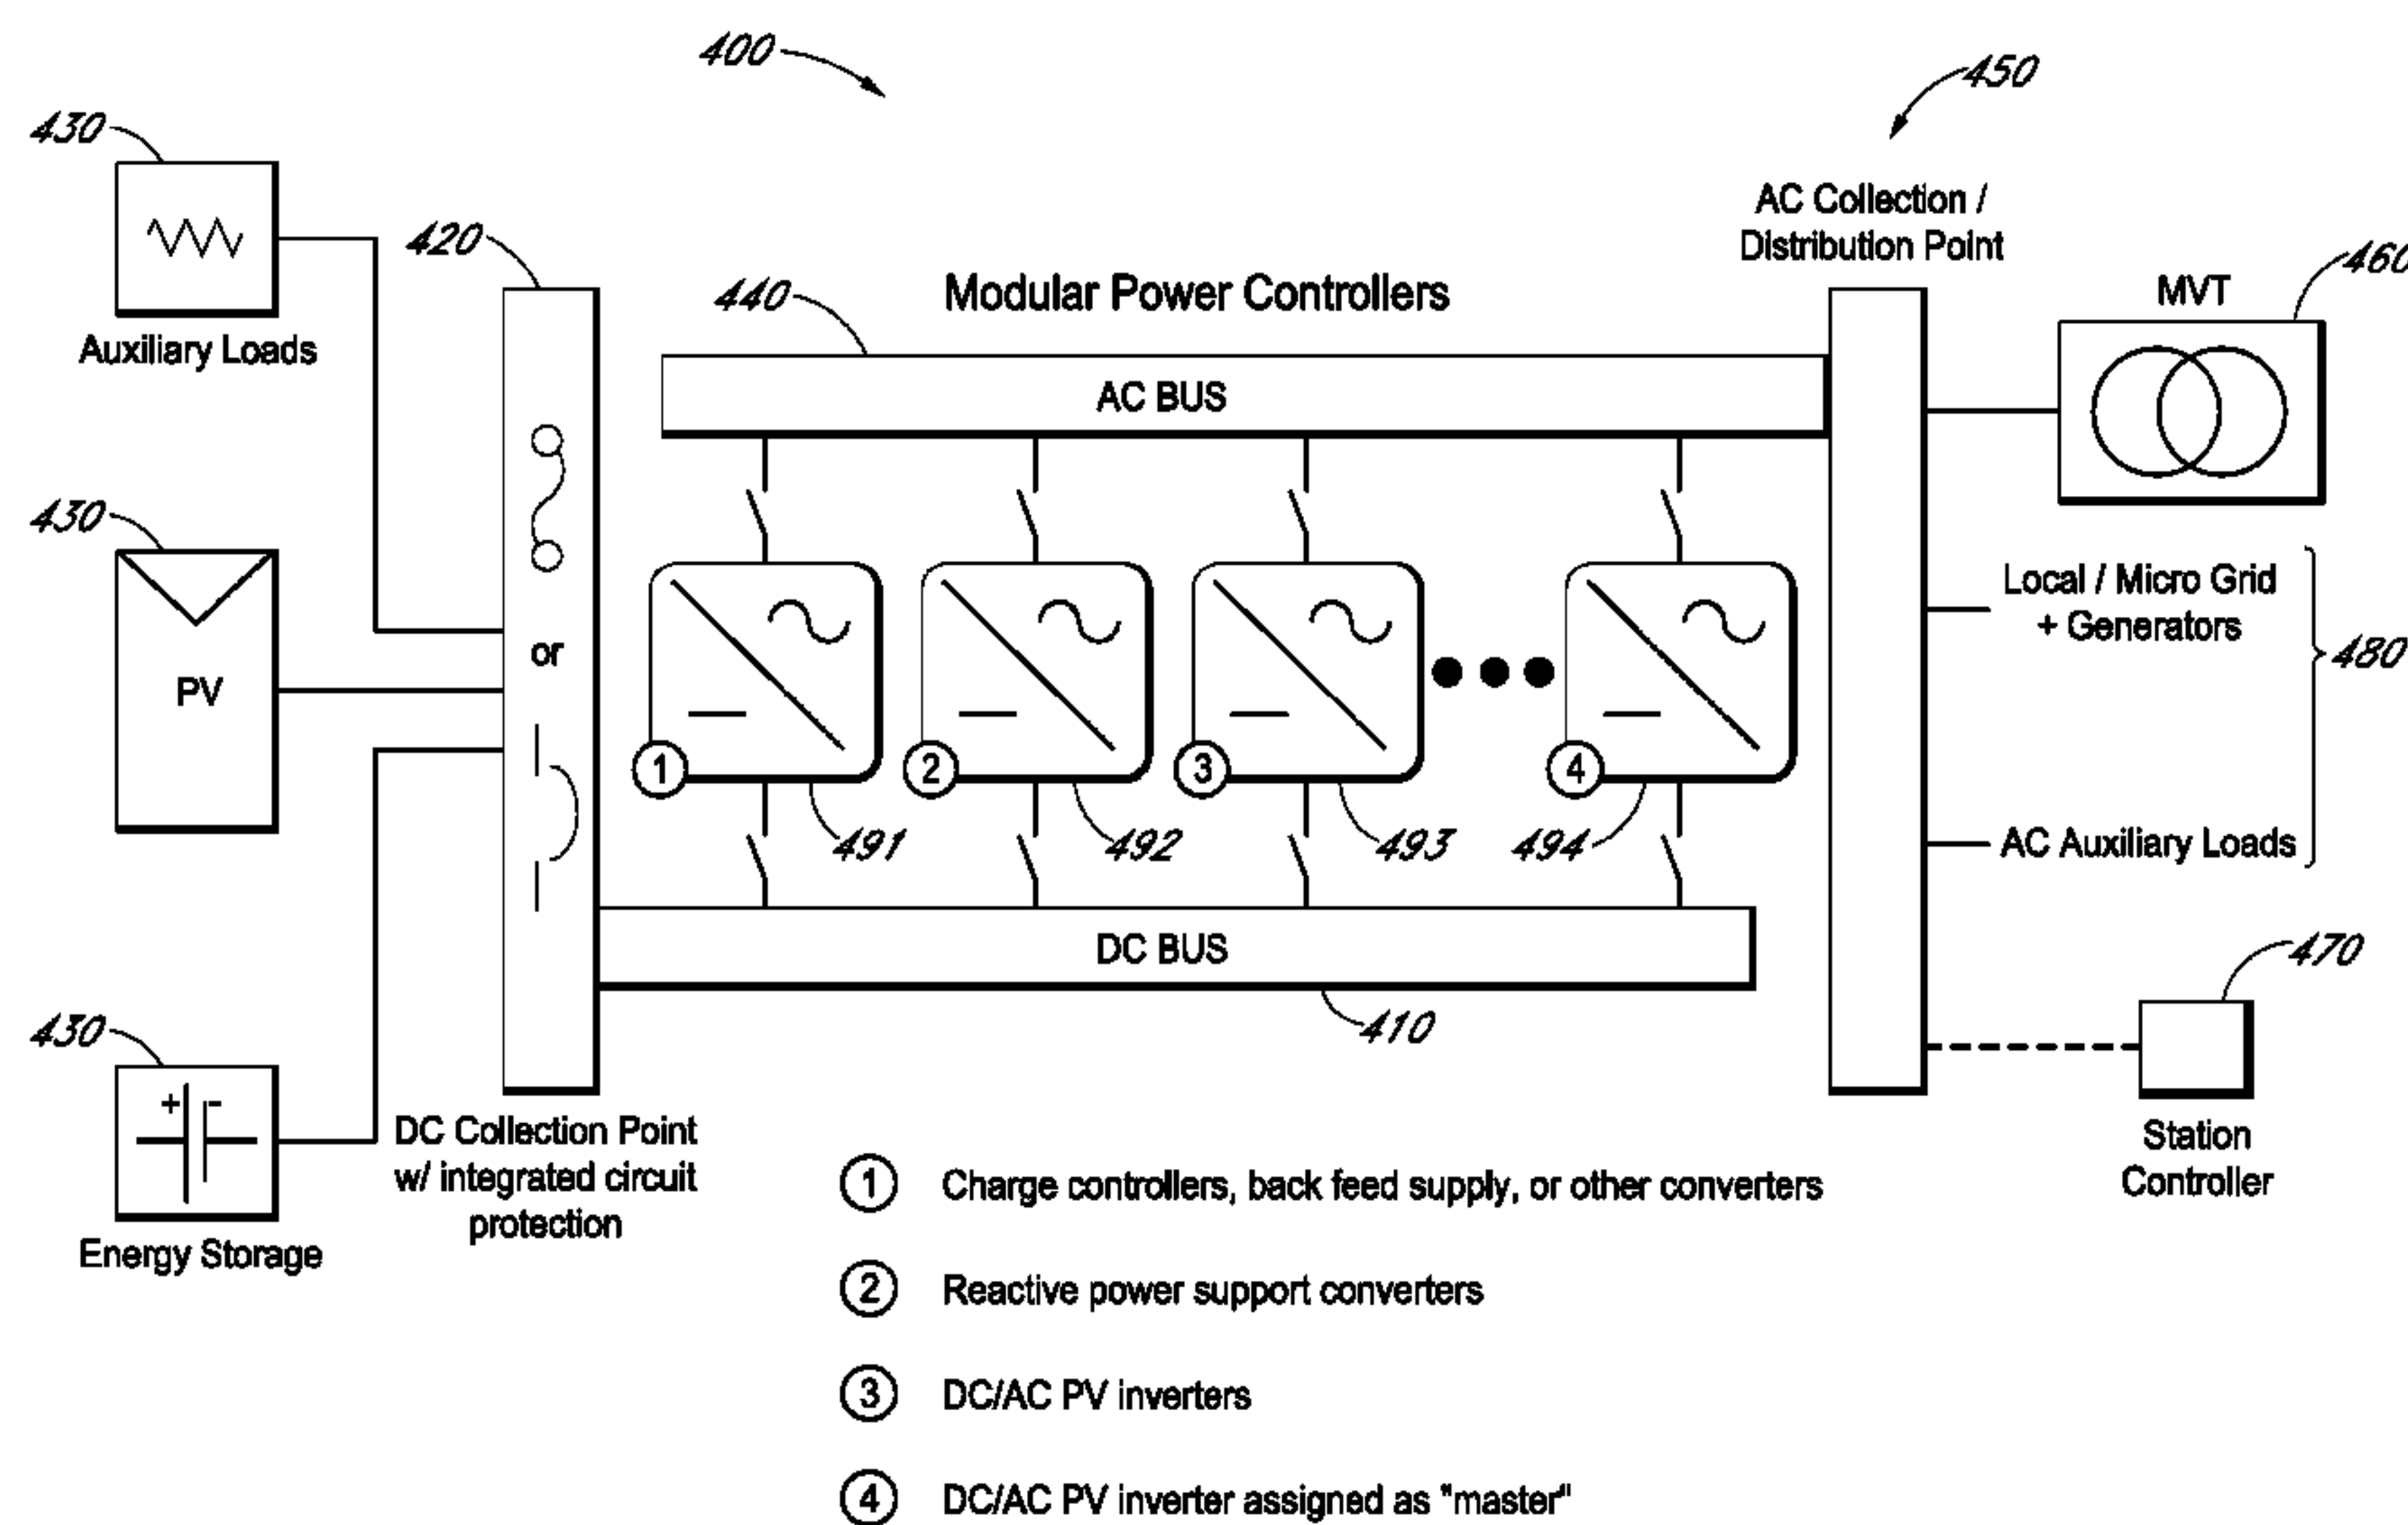 400
450
430
420
AC Collection /
Distribution Point
460
440
Modular Power Controllers
MVT
Auxiliary Loads
AC BUS
430
PV
or
Local / Micro Grid
+ Generators
480
1
2
3
4
491
492
493
494
AC Auxiliary Loads
DC BUS
470
410
430
+ -
DC Collection Point
w/ integrated circuit
protection
Energy Storage
Station
Controller
1 Charge controllers, back feed supply, or other converters
2 Reactive power support converters
3 DC/AC PV inverters
4 DC/AC PV inverter assigned as "master"